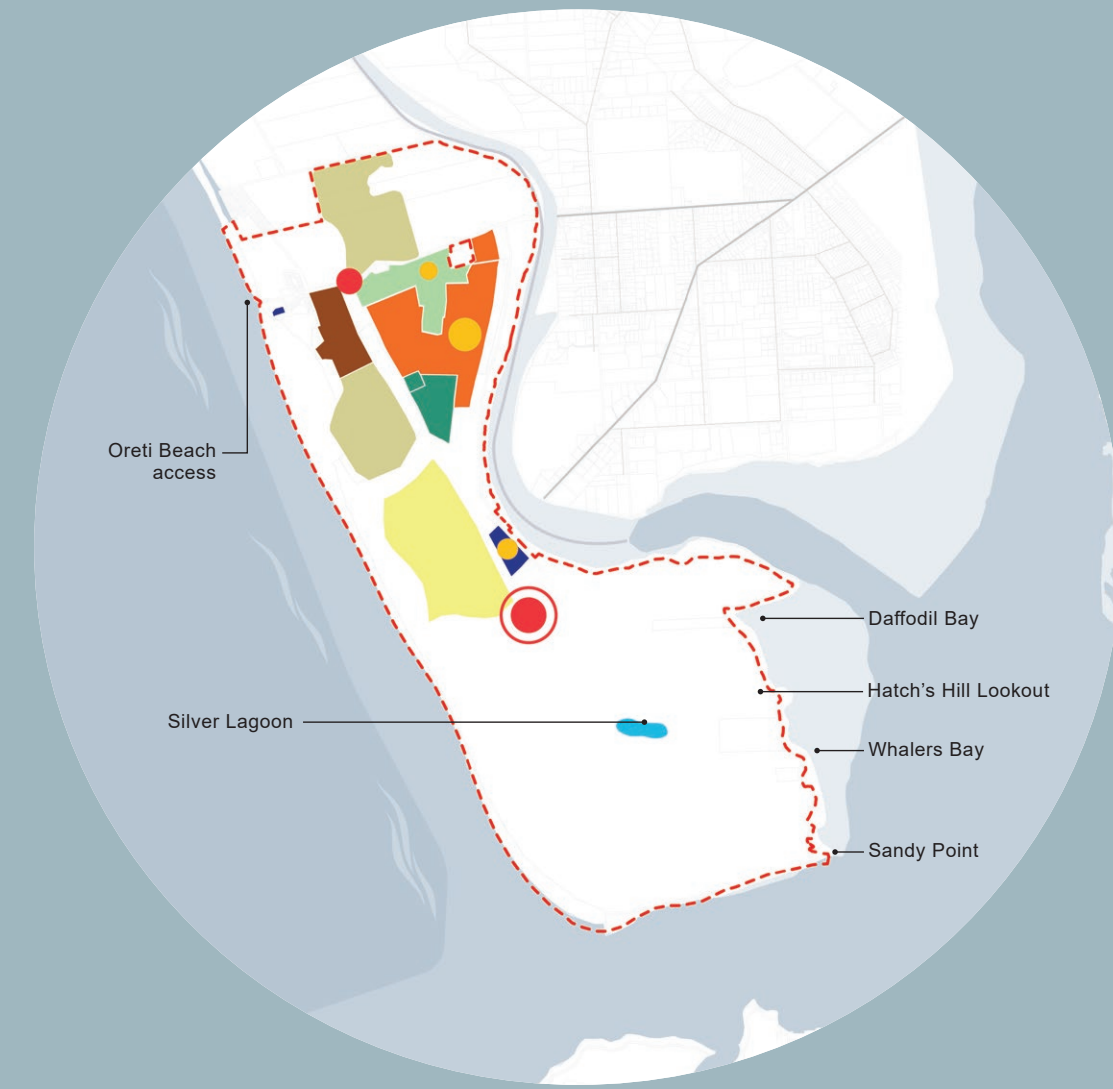 Oreti Beach
access
Daffodil Bay
Hatch's Hill Lookout
Silver Lagoon
Whalers Bay
Sandy Point